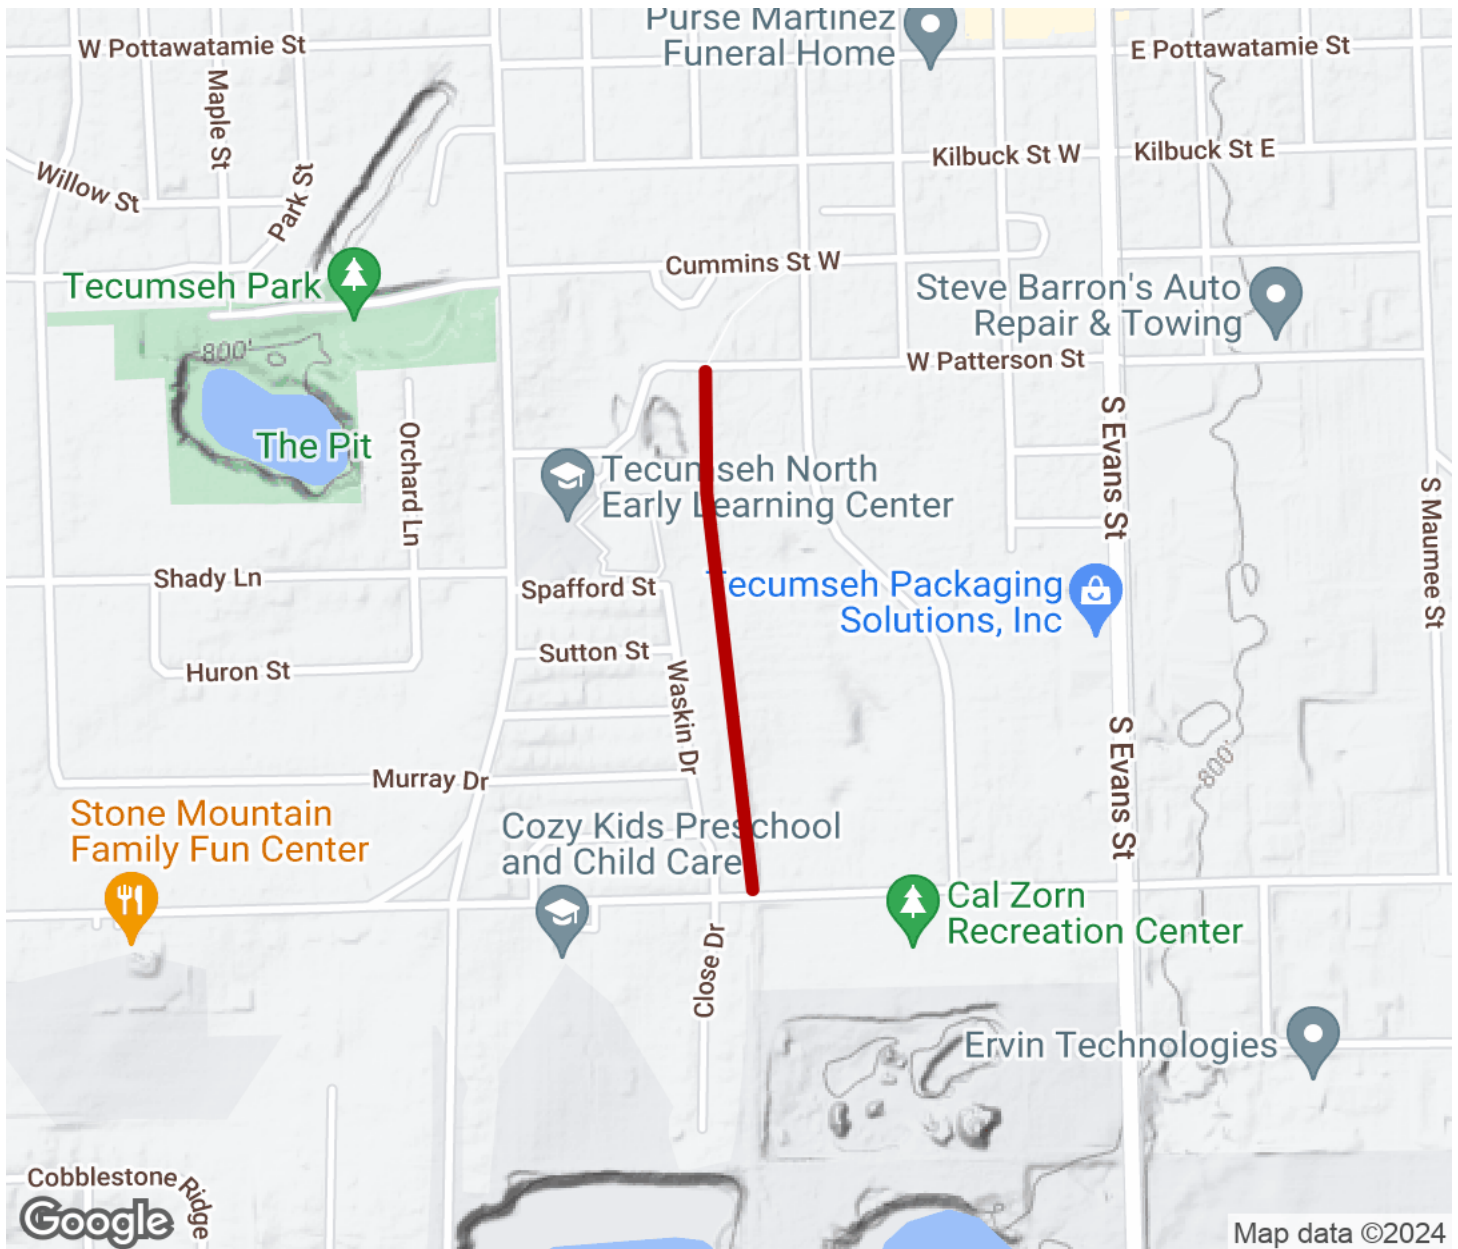 Purse Martinez
Funeral Home
W Pottawatamie St
E Pottawatamie St
Maple St
Kilbuck St W
Kilbuck St E
Willow St
Park St
Cummins St W
Tecumseh Park
Steve Barron's Auto
Repair & Towing
800'
W Patterson St
The Pit
Orchard Ln
S Evans St
Tecumseh North
Early Learning Center
S Maumee St
Shady Ln
Spafford St
Tecumseh Packaging
Solutions, Inc
Sutton St
Huron St
Waskin Dr
S Evans St
800'
Murray Dr
Stone Mountain
Family Fun Center
Cozy Kids Preschool
and Child Care
Cal Zorn
Recreation Center
Close Dr
Ervin Technologies
Cobblestone Ridge
Google
Map data ©2024